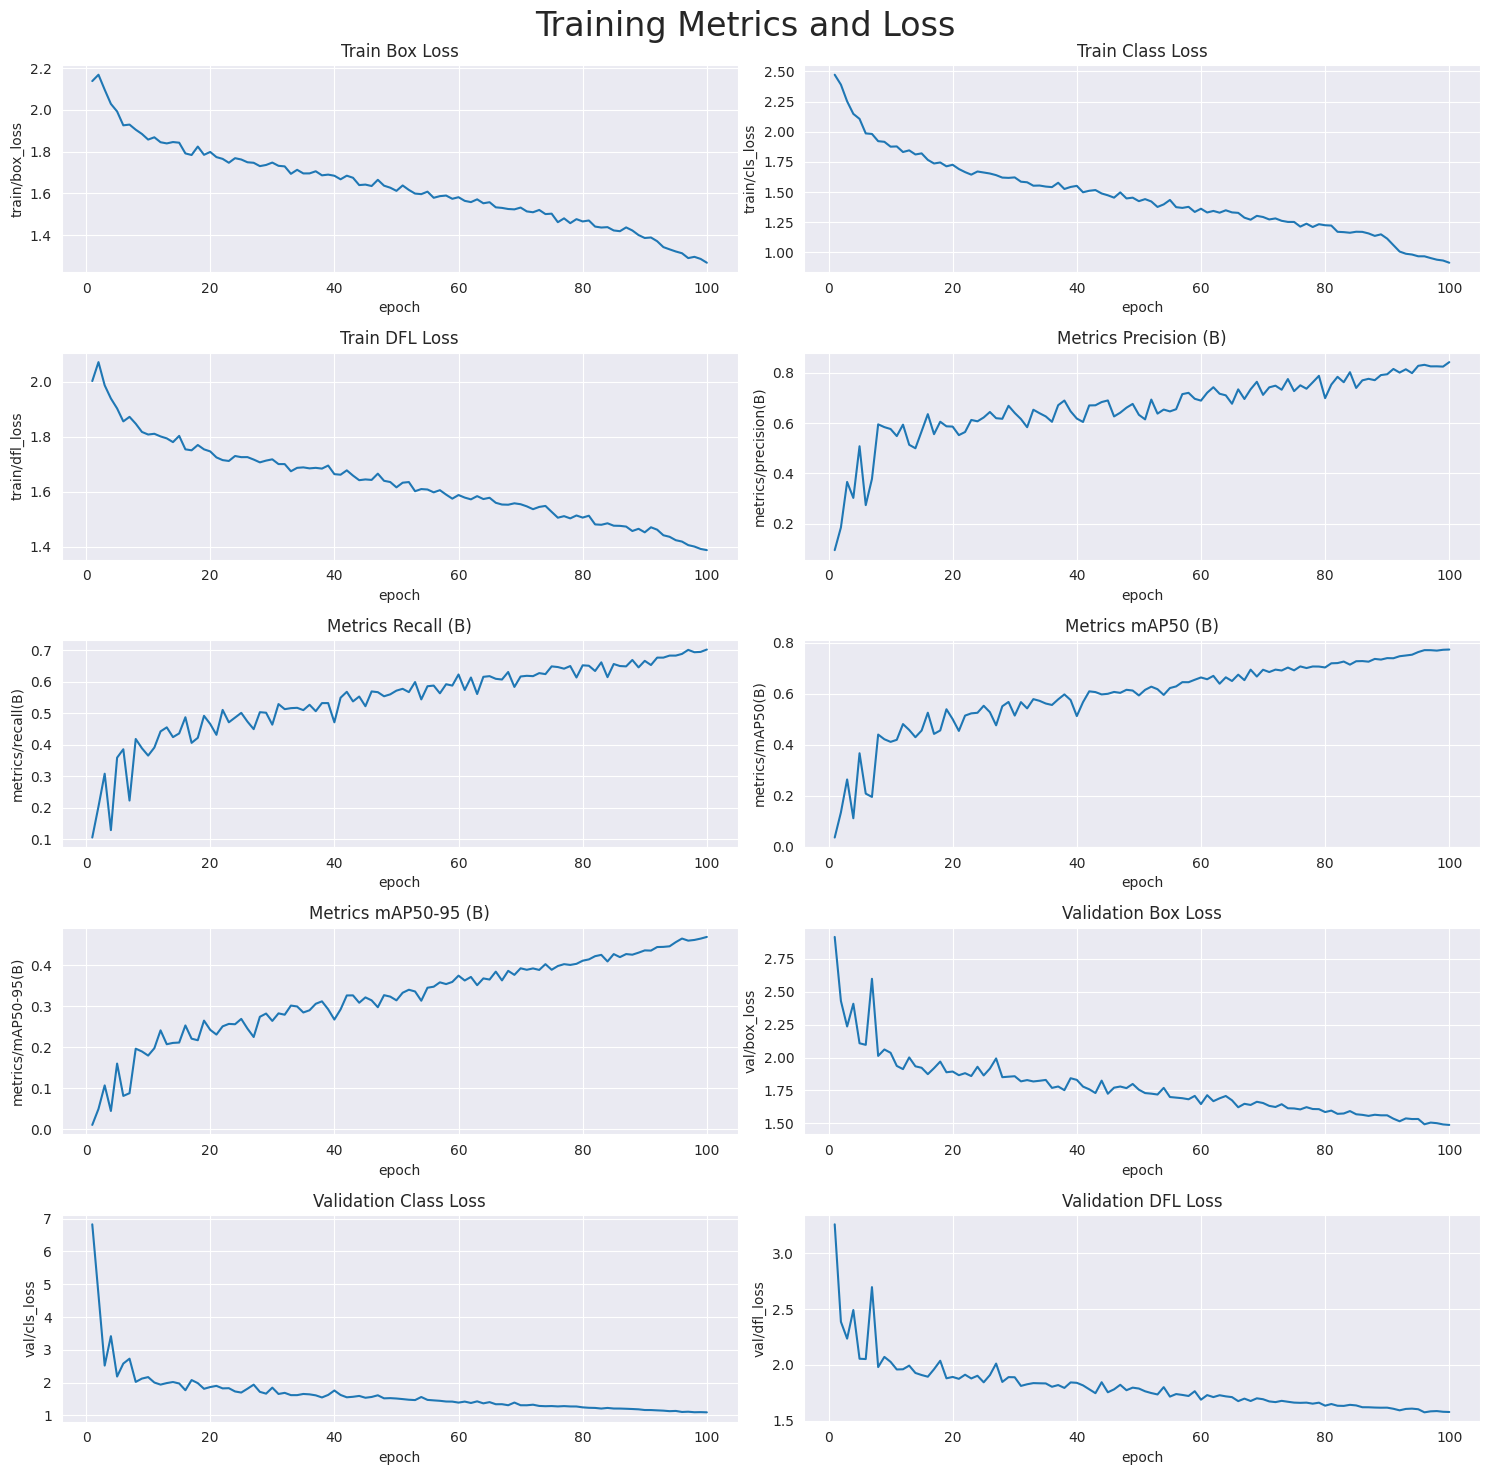 Training Metrics and Loss
Train Box Loss
train/box_loss
2.2
2.0
1.8
1.6
1.4
0 20 40 60 80 100
epoch
Train Class Loss
train/cls_loss
2.50
2.25
2.00
1.75
1.50
1.25
1.00
0 20 40 60 80 100
epoch
Train DFL Loss
train/dfl_loss
2.0
1.8
1.6
1.4
0 20 40 60 80 100
epoch
Metrics Precision (B)
metrics/precision(B)
0.8
0.6
0.4
0.2
0 20 40 60 80 100
epoch
Metrics Recall (B)
metrics/recall(B)
0.7
0.6
0.5
0.4
0.3
0.2
0.1
0 20 40 60 80 100
epoch
Metrics mAP50 (B)
metrics/mAP50(B)
0.8
0.6
0.4
0.2
0.0
0 20 40 60 80 100
epoch
Metrics mAP50-95 (B)
metrics/mAP50-95(B)
0.4
0.3
0.2
0.1
0.0
0 20 40 60 80 100
epoch
Validation Box Loss
val/box_loss
2.75
2.50
2.25
2.00
1.75
1.50
0 20 40 60 80 100
epoch
Validation Class Loss
val/cls_loss
7
6
5
4
3
2
1
0 20 40 60 80 100
epoch
Validation DFL Loss
val/dfl_loss
3.0
2.5
2.0
1.5
0 20 40 60 80 100
epoch